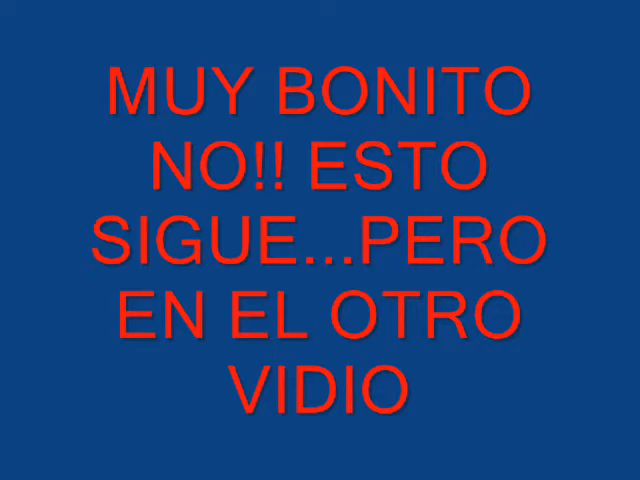 MUY BONITO
NO!! ESTO
SIGUE...PERO
EN EL OTRO
VIDIO